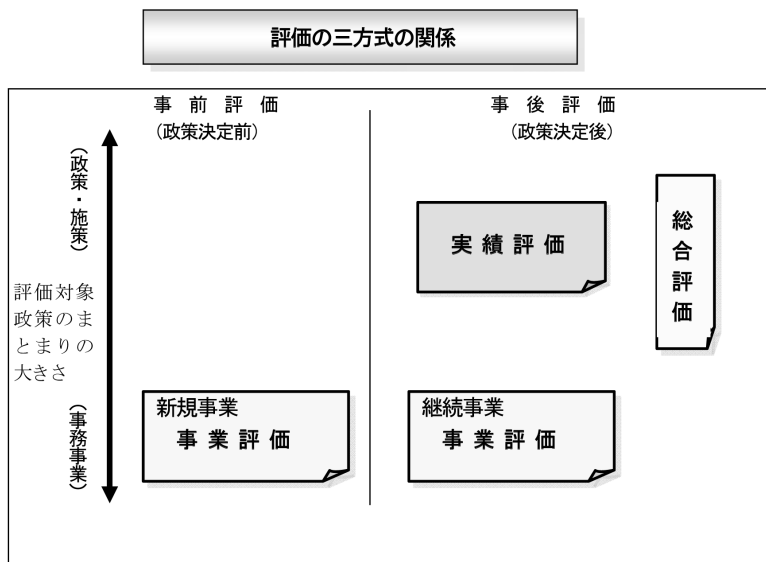 評価の三方式の関係
事前評価
(政策決定前)
事後評価
(政策決定後)
(政策・施策)
評価対象
政策のま
とまりの
大きさ
(事務事業)
実績評価
総合評価
新規事業
事業評価
継続事業
事業評価